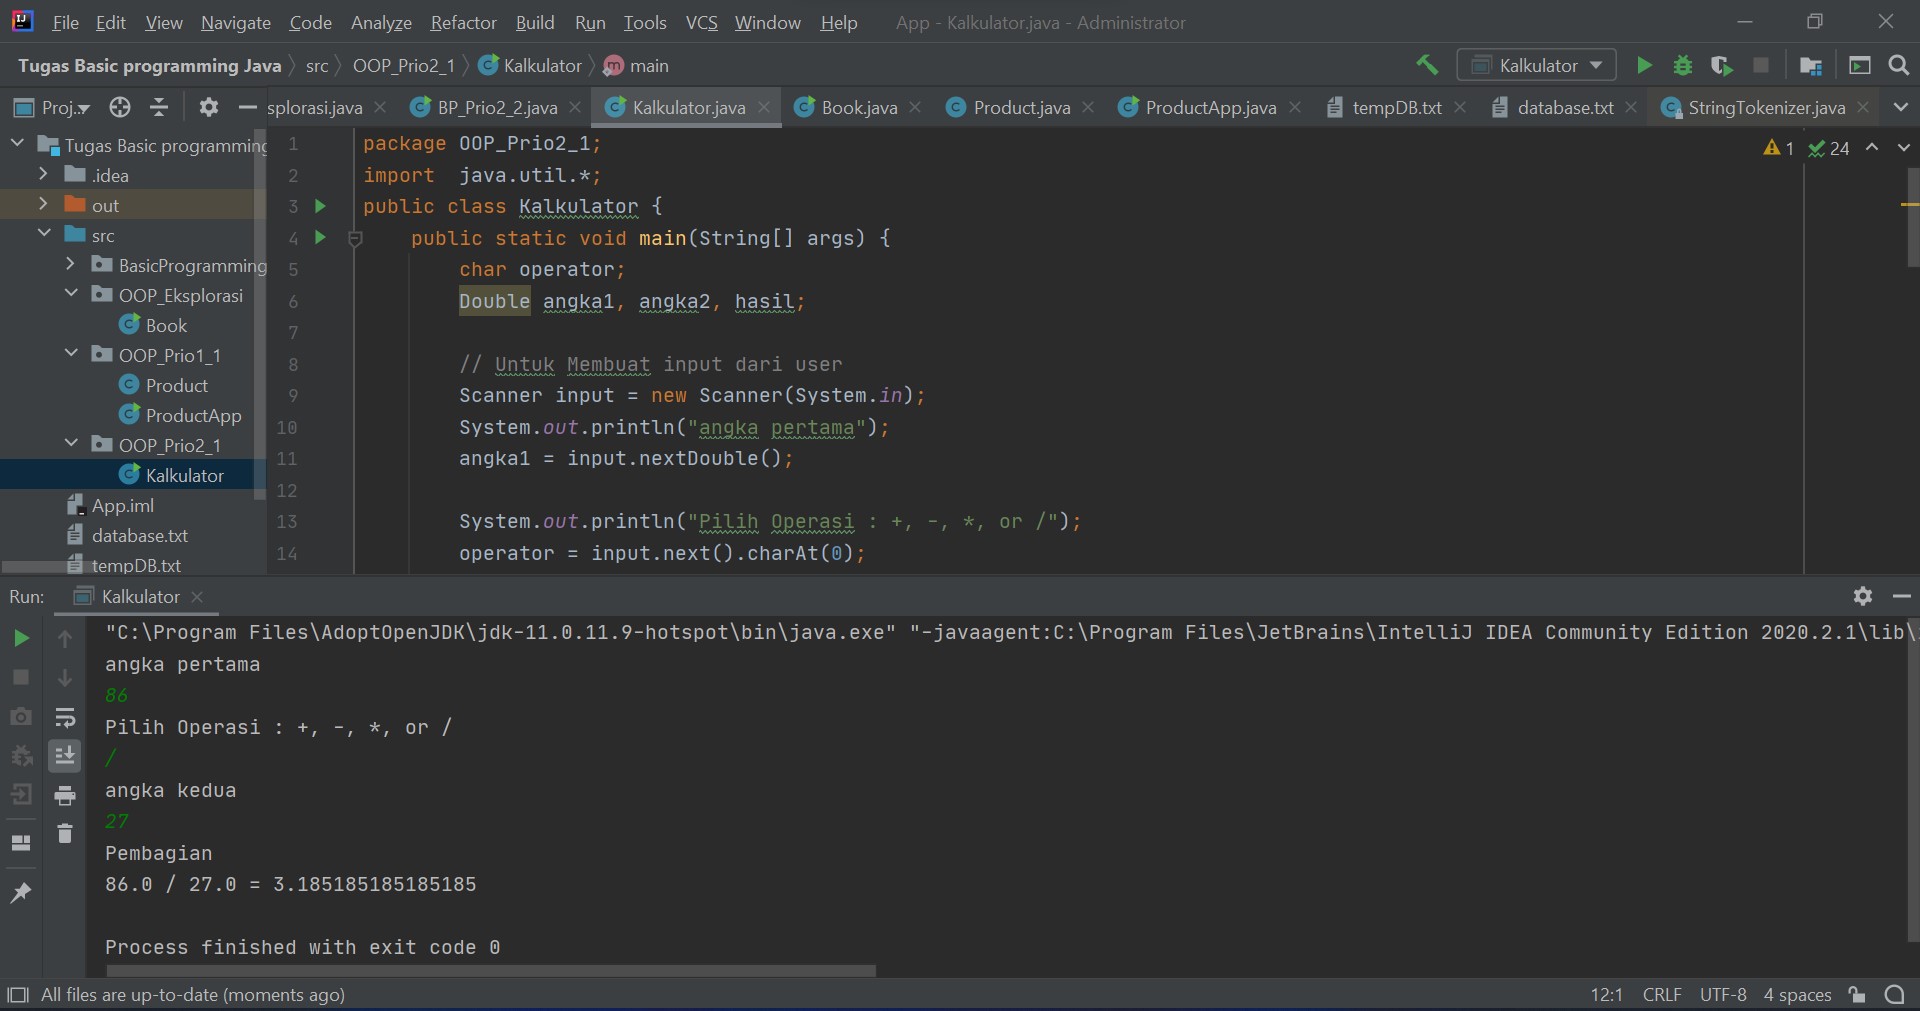 File Edit View Navigate Code Analyze Refactor Build Run Tools VCS Window Help App - Kalkulator.java - Administrator
Tugas Basic programming Java src OOP_Prio2_1 Kalkulator main
Kalkulator
Proj..
splorasi.java BP_Prio2_2.java Kalkulator.java Book.java Product.java ProductApp.java tempDB.txt database.txt StringTokenizer.java
Tugas Basic programming
.idea
out
src
BasicProgramming
OOP_Eksplorasi
Book
OOP_Prio1_1
Product
ProductApp
OOP_Prio2_1
Kalkulator
App.iml
database.txt
tempDB.txt
1 package OOP_Prio2_1;
2 import  java.util.*;
3 public class Kalkulator {
4     public static void main(String[] args) {
5         char operator;
6         Double angka1, angka2, hasil;
7
8         // Untuk Membuat input dari user
9         Scanner input = new Scanner(System.in);
10         System.out.println("angka pertama");
11         angka1 = input.nextDouble();
12
13         System.out.println("Pilih Operasi : +, -, *, or /");
14         operator = input.next().charAt(0);
1 24
Run: Kalkulator
"C:\Program Files\AdoptOpenJDK\jdk-11.0.11.9-hotspot\bin\java.exe" "-javaagent:C:\Program Files\JetBrains\IntelliJ IDEA Community Edition 2020.2.1\lib\
angka pertama
86
Pilih Operasi : +, -, *, or /
/
angka kedua
27
Pembagian
86.0 / 27.0 = 3.185185185185185
Process finished with exit code 0
All files are up-to-date (moments ago) 12:1 CRLF UTF-8 4 spaces